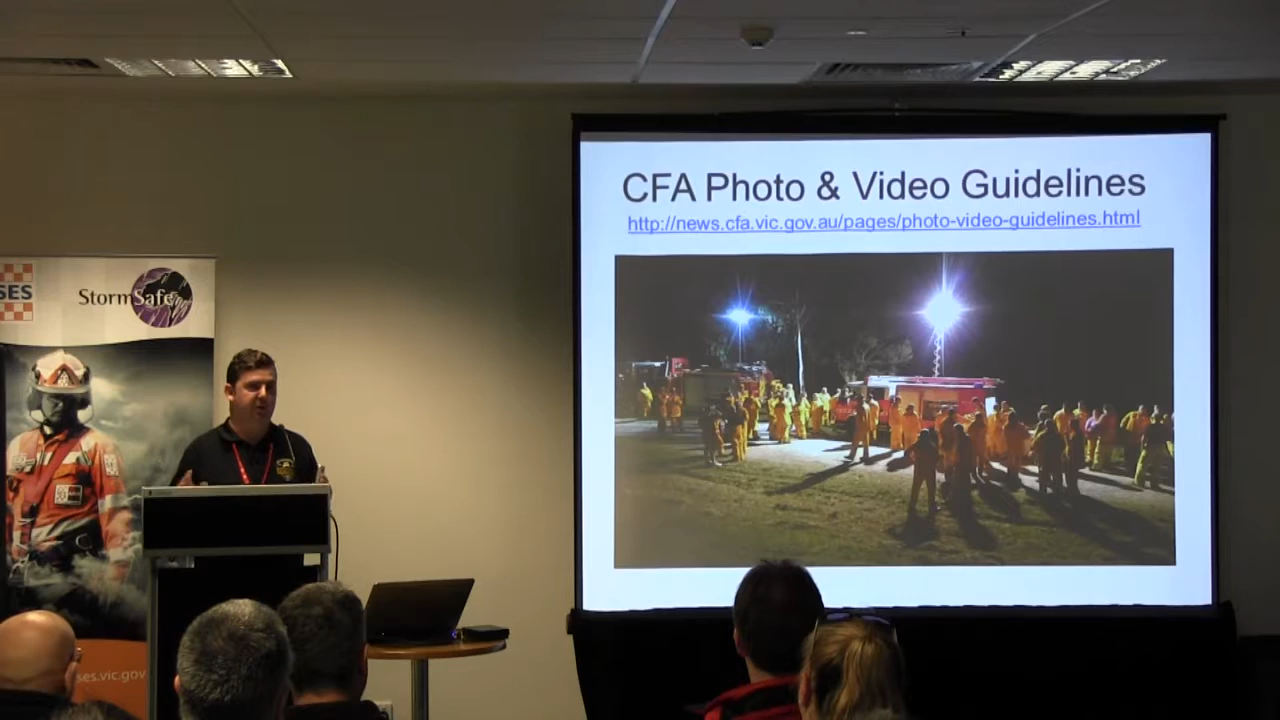 CFA Photo & Video Guidelines
http://news.cfa.vic.gov.au/pages/photo-video-guidelines.html
SES
StormSafe
ses.vic.gov